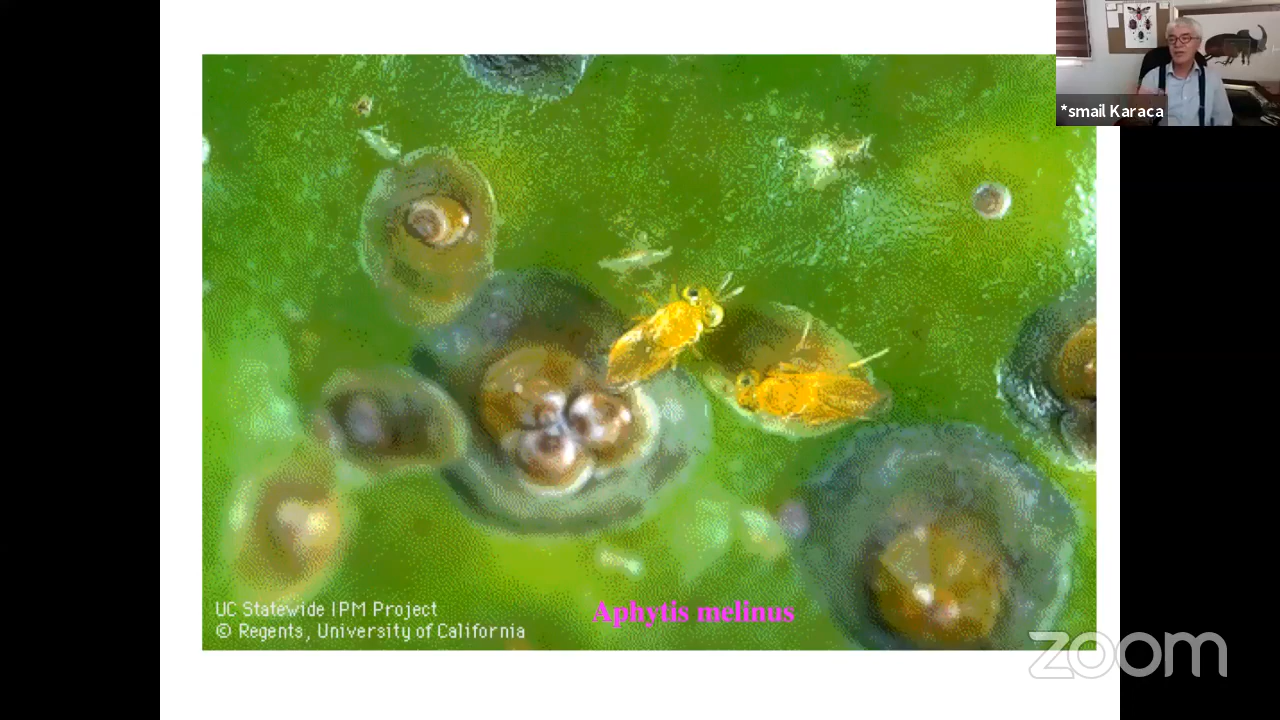 *smail Karaca
Aphytis melinus
UC Statewide IPM Project
© Regents, University of California
zoom